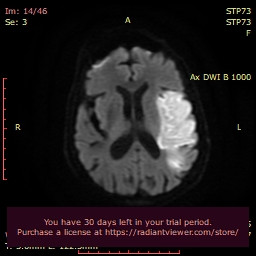 Im: 14/46
Se: 3
A
STP73
STP73
F
Ax DWI B 1000
R
L
You have 30 days left in your trial period.
Purchase a license at https://radiantviewer.com/store/